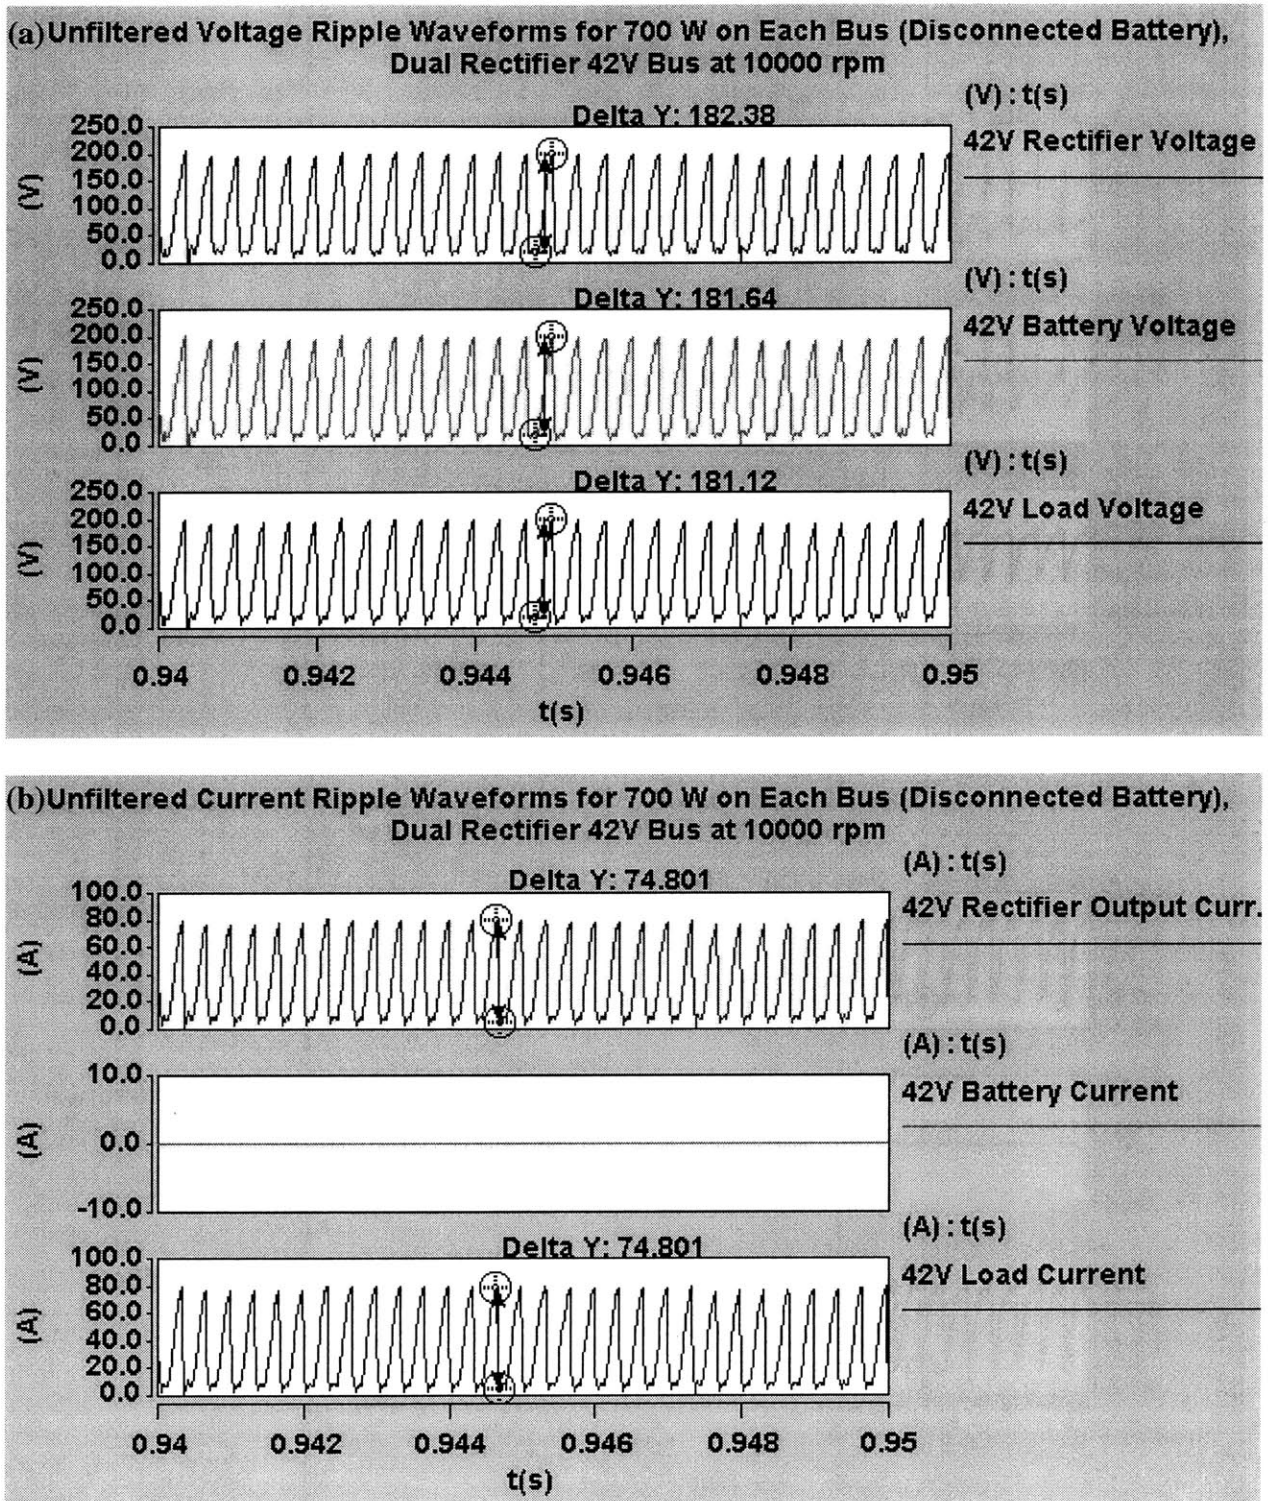 (a) Unfiltered Voltage Ripple Waveforms for 700 W on Each Bus (Disconnected Battery),
Dual Rectifier 42V Bus at 10000 rpm
Delta Y: 182.38
(V) : t(s)
42V Rectifier Voltage
250.0
200.0
150.0
100.0
50.0
0.0
(V)
Delta Y: 181.64
(V) : t(s)
42V Battery Voltage
250.0
200.0
150.0
100.0
50.0
0.0
(V)
Delta Y: 181.12
(V) : t(s)
42V Load Voltage
250.0
200.0
150.0
100.0
50.0
0.0
(V)
0.94 0.942 0.944 0.946 0.948 0.95
t(s)
(b) Unfiltered Current Ripple Waveforms for 700 W on Each Bus (Disconnected Battery),
Dual Rectifier 42V Bus at 10000 rpm
Delta Y: 74.801
(A) : t(s)
42V Rectifier Output Curr.
100.0
80.0
60.0
40.0
20.0
0.0
(A)
(A) : t(s)
42V Battery Current
10.0
0.0
-10.0
(A)
Delta Y: 74.801
(A) : t(s)
42V Load Current
100.0
80.0
60.0
40.0
20.0
0.0
(A)
0.94 0.942 0.944 0.946 0.948 0.95
t(s)